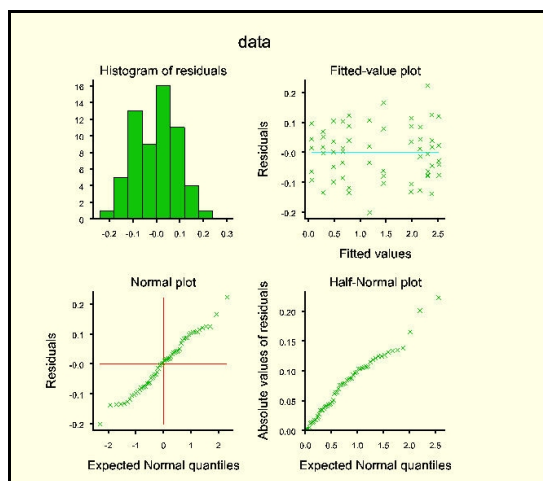 data
Histogram of residuals
16
14
12
10
8
6
4
2
0
-0.2 -0.1 -0.0 0.1 0.2 0.3
Fitted-value plot
Residuals
0.2
0.1
-0.0
-0.1
-0.2
0.0 0.5 1.0 1.5 2.0 2.5
Fitted values
Normal plot
Residuals
0.2
0.1
-0.0
-0.1
-0.2
-2 -1 0 1 2
Expected Normal quantiles
Half-Normal plot
Absolute values of residuals
0.20
0.15
0.10
0.05
0.00
0.0 0.5 1.0 1.5 2.0 2.5
Expected Normal quantiles